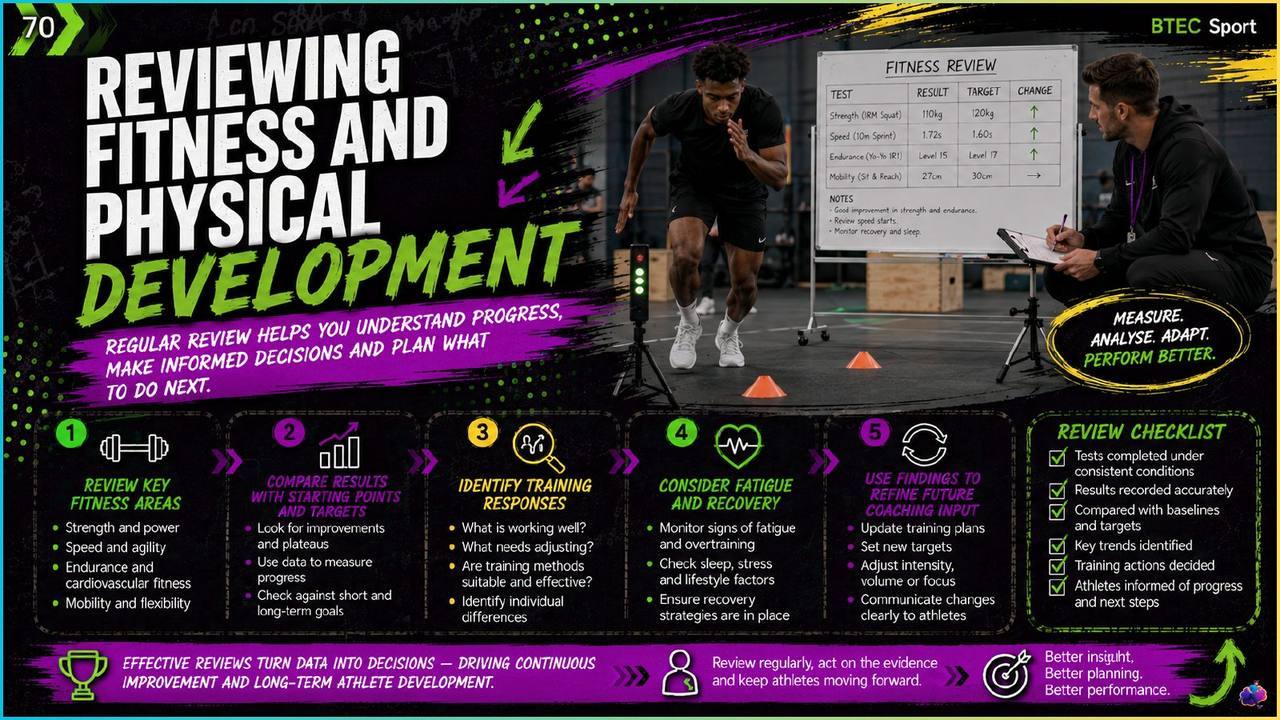 70
BTEC Sport
REVIEWING
FITNESS AND
PHYSICAL
DEVELOPMENT
REGULAR REVIEW HELPS YOU UNDERSTAND PROGRESS,
MAKE INFORMED DECISIONS AND PLAN WHAT
TO DO NEXT.
FITNESS REVIEW
TEST RESULT TARGET CHANGE
Strength (1RM Squat) 110kg 120kg ↑
Speed (10m Sprint) 1.72s 1.60s ↑
Endurance (Yo-Yo IR1) Level 15 Level 17 ↑
Mobility (Sit & Reach) 27cm 30cm →
NOTES
- Good improvement in strength and endurance.
- Review speed starts.
- Monitor recovery and sleep.
MEASURE.
ANALYSE. ADAPT.
PERFORM BETTER.
1
REVIEW KEY
FITNESS AREAS
• Strength and power
• Speed and agility
• Endurance and
cardiovascular fitness
• Mobility and flexibility
2
COMPARE RESULTS
WITH STARTING POINTS
AND TARGETS
• Look for improvements
and plateaus
• Use data to measure
progress
• Check against short and
long-term goals
3
IDENTIFY TRAINING
RESPONSES
• What is working well?
• What needs adjusting?
• Are training methods
suitable and effective?
• Identify individual
differences
4
CONSIDER FATIGUE
AND RECOVERY
• Monitor signs of fatigue
and overtraining
• Check sleep, stress
and lifestyle factors
• Ensure recovery
strategies are in place
5
USE FINDINGS TO
REFINE FUTURE
COACHING INPUT
• Update training plans
• Set new targets
• Adjust intensity,
volume or focus
• Communicate changes
clearly to athletes
REVIEW CHECKLIST
Tests completed under
consistent conditions
Results recorded accurately
Compared with baselines
and targets
Key trends identified
Training actions decided
Athletes informed of progress
and next steps
EFFECTIVE REVIEWS TURN DATA INTO DECISIONS — DRIVING CONTINUOUS
IMPROVEMENT AND LONG-TERM ATHLETE DEVELOPMENT.
Review regularly, act on the evidence
and keep athletes moving forward.
Better insight,
Better planning.
Better performance.